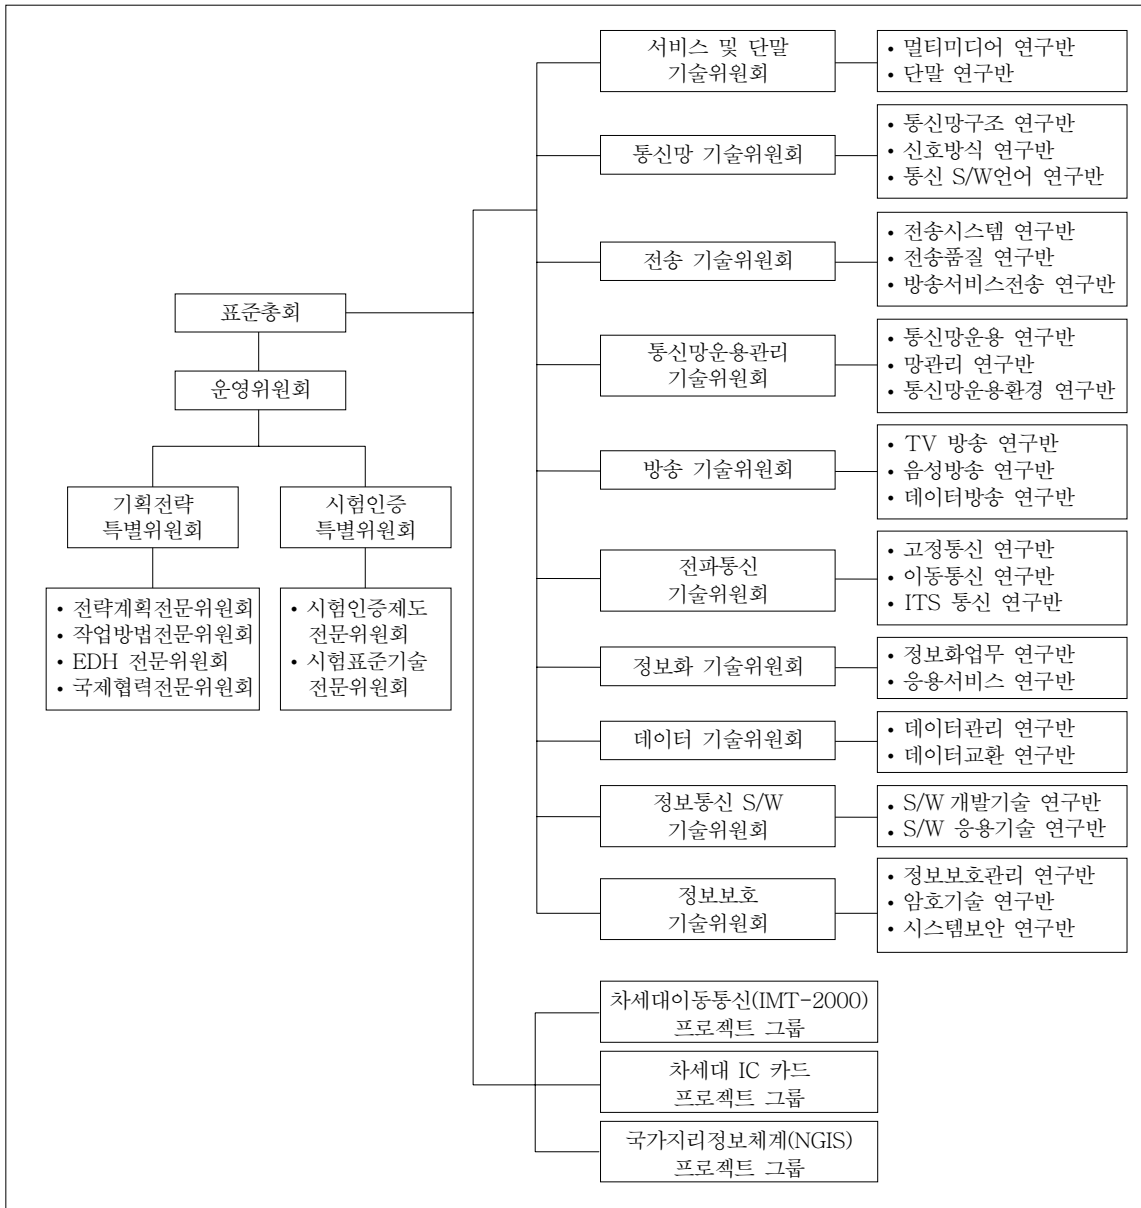 표준총회
운영위원회
기획전략
특별위원회
• 전략계획전문위원회
• 작업방법전문위원회
• EDH 전문위원회
• 국제협력전문위원회
시험인증
특별위원회
• 시험인증제도
전문위원회
• 시험표준기술
전문위원회
서비스 및 단말
기술위원회
• 멀티미디어 연구반
• 단말 연구반
통신망 기술위원회
• 통신망구조 연구반
• 신호방식 연구반
• 통신 S/W언어 연구반
전송 기술위원회
• 전송시스템 연구반
• 전송품질 연구반
• 방송서비스전송 연구반
통신망운용관리
기술위원회
• 통신망운용 연구반
• 망관리 연구반
• 통신망운용환경 연구반
방송 기술위원회
• TV 방송 연구반
• 음성방송 연구반
• 데이터방송 연구반
전파통신
기술위원회
• 고정통신 연구반
• 이동통신 연구반
• ITS 통신 연구반
정보화 기술위원회
• 정보화업무 연구반
• 응용서비스 연구반
데이터 기술위원회
• 데이터관리 연구반
• 데이터교환 연구반
정보통신 S/W
기술위원회
• S/W 개발기술 연구반
• S/W 응용기술 연구반
정보보호
기술위원회
• 정보보호관리 연구반
• 암호기술 연구반
• 시스템보안 연구반
차세대이동통신(IMT-2000)
프로젝트 그룹
차세대 IC 카드
프로젝트 그룹
국가지리정보체계(NGIS)
프로젝트 그룹